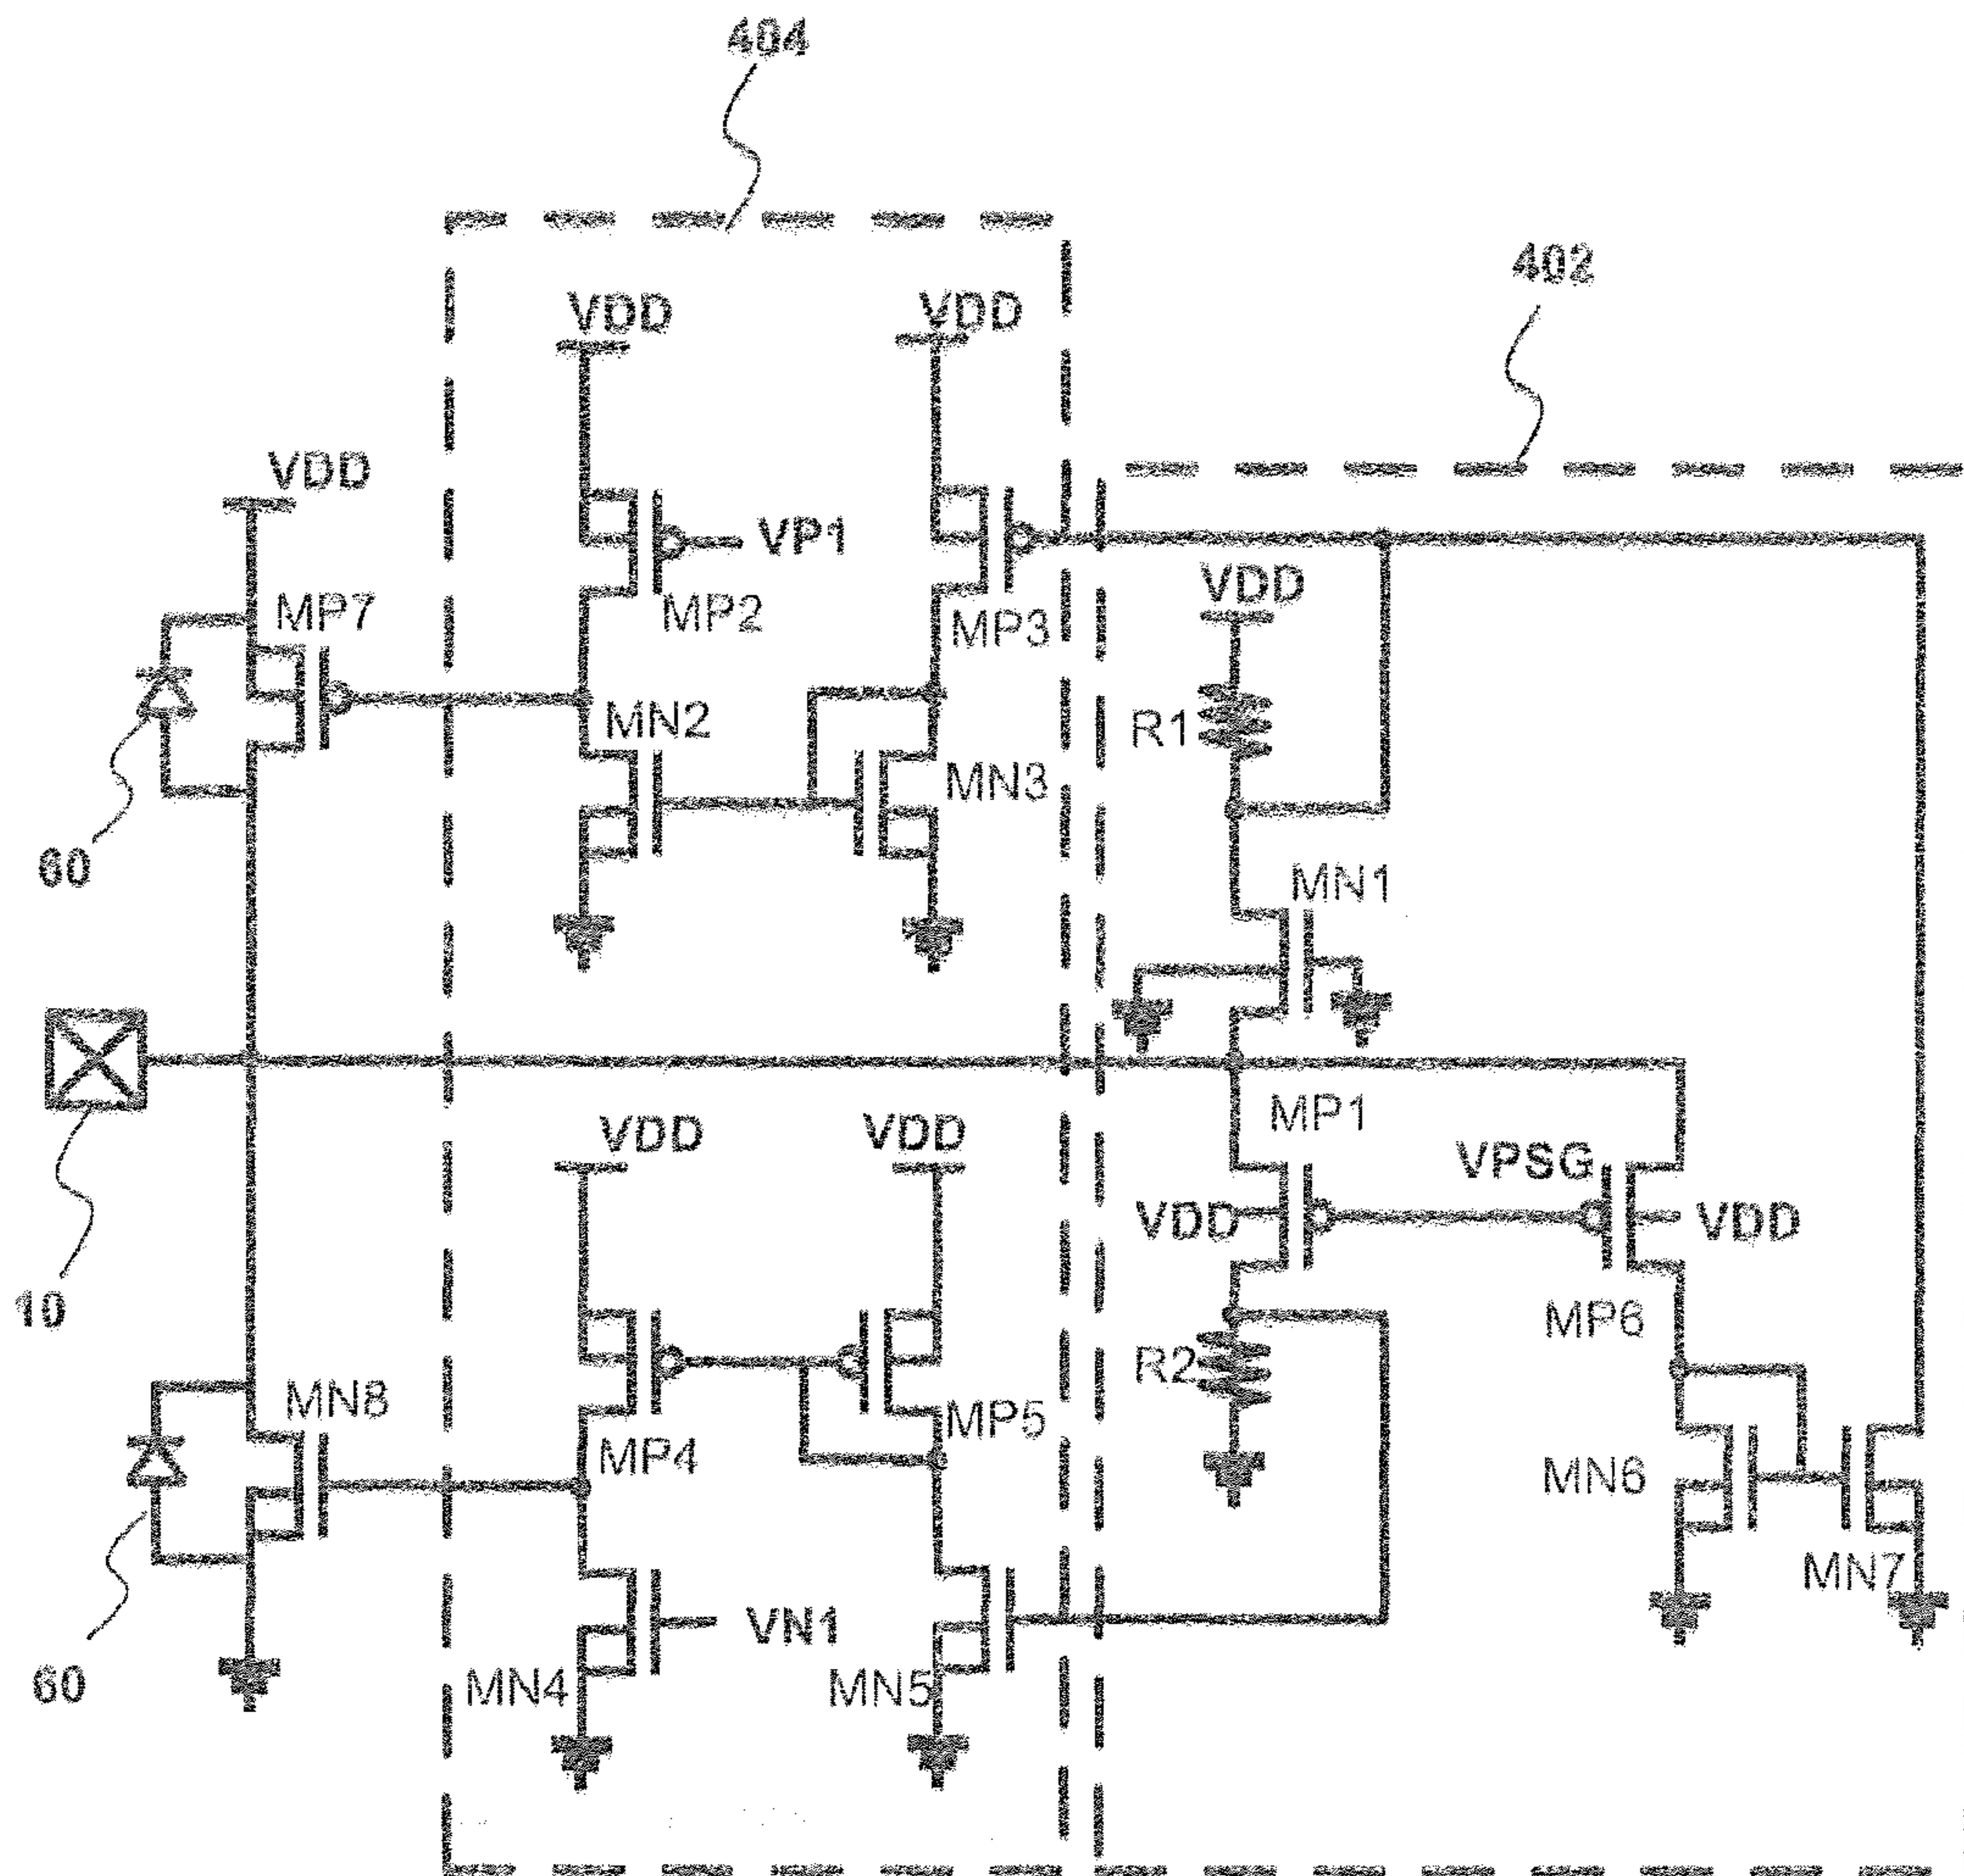 404
402
VDD
VDD
VDD
VP1
MP7
MP2
MP3
VDD
R1
MN2
MN3
60
MN1
10
MP1
VDD
VDD
VPSG
VDD
VDD
MP6
R2
MN8
MP4
MP5
MN6
MN7
VN1
60
MN4
MN5